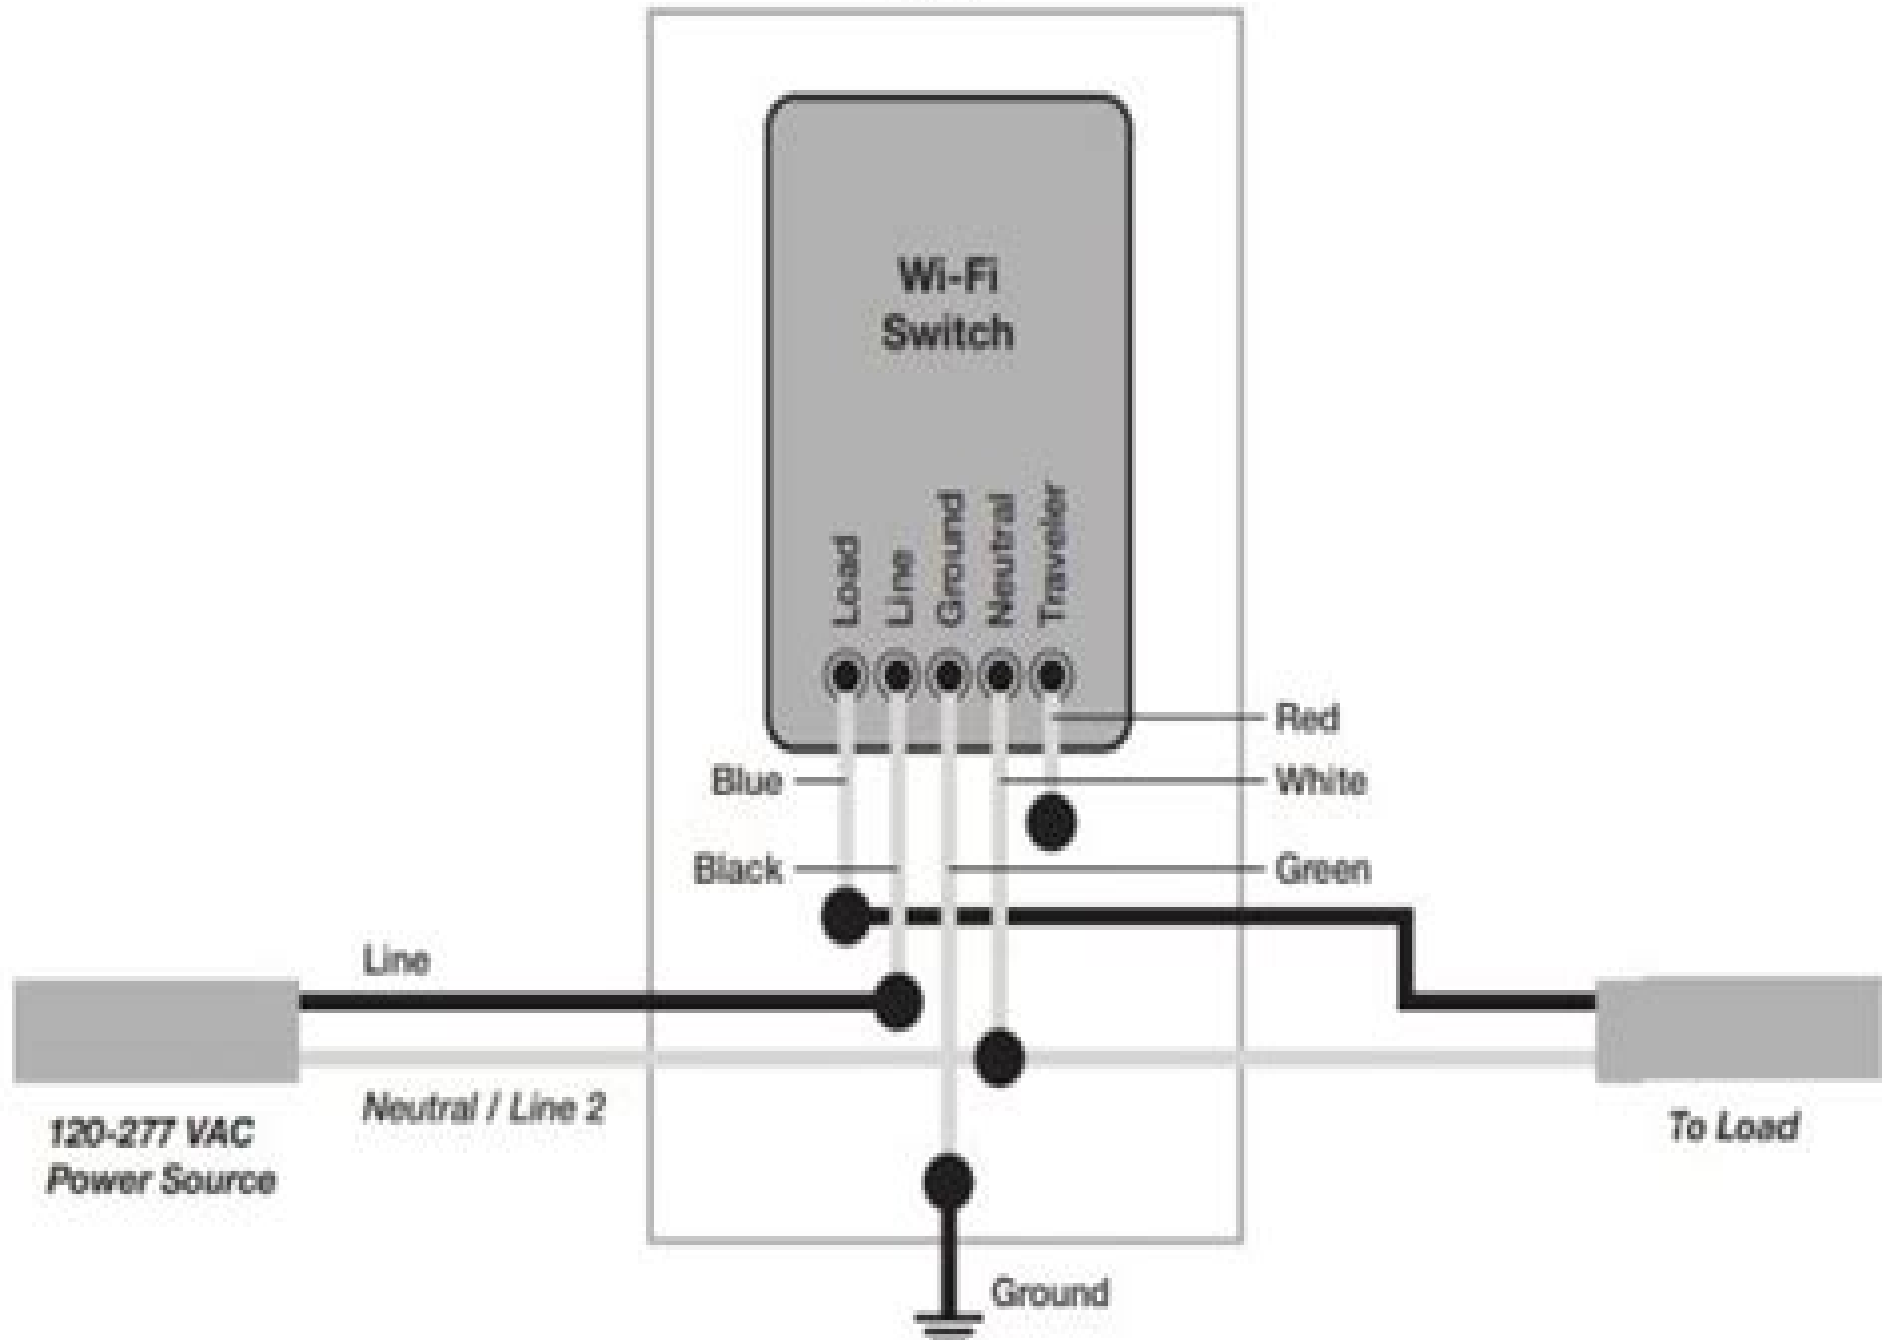 Wi-Fi
Switch
Load
Line
Ground
Neutral
Traveler
Red
Blue
White
Black
Green
Line
Neutral / Line 2
120-277 VAC
Power Source
To Load
Ground